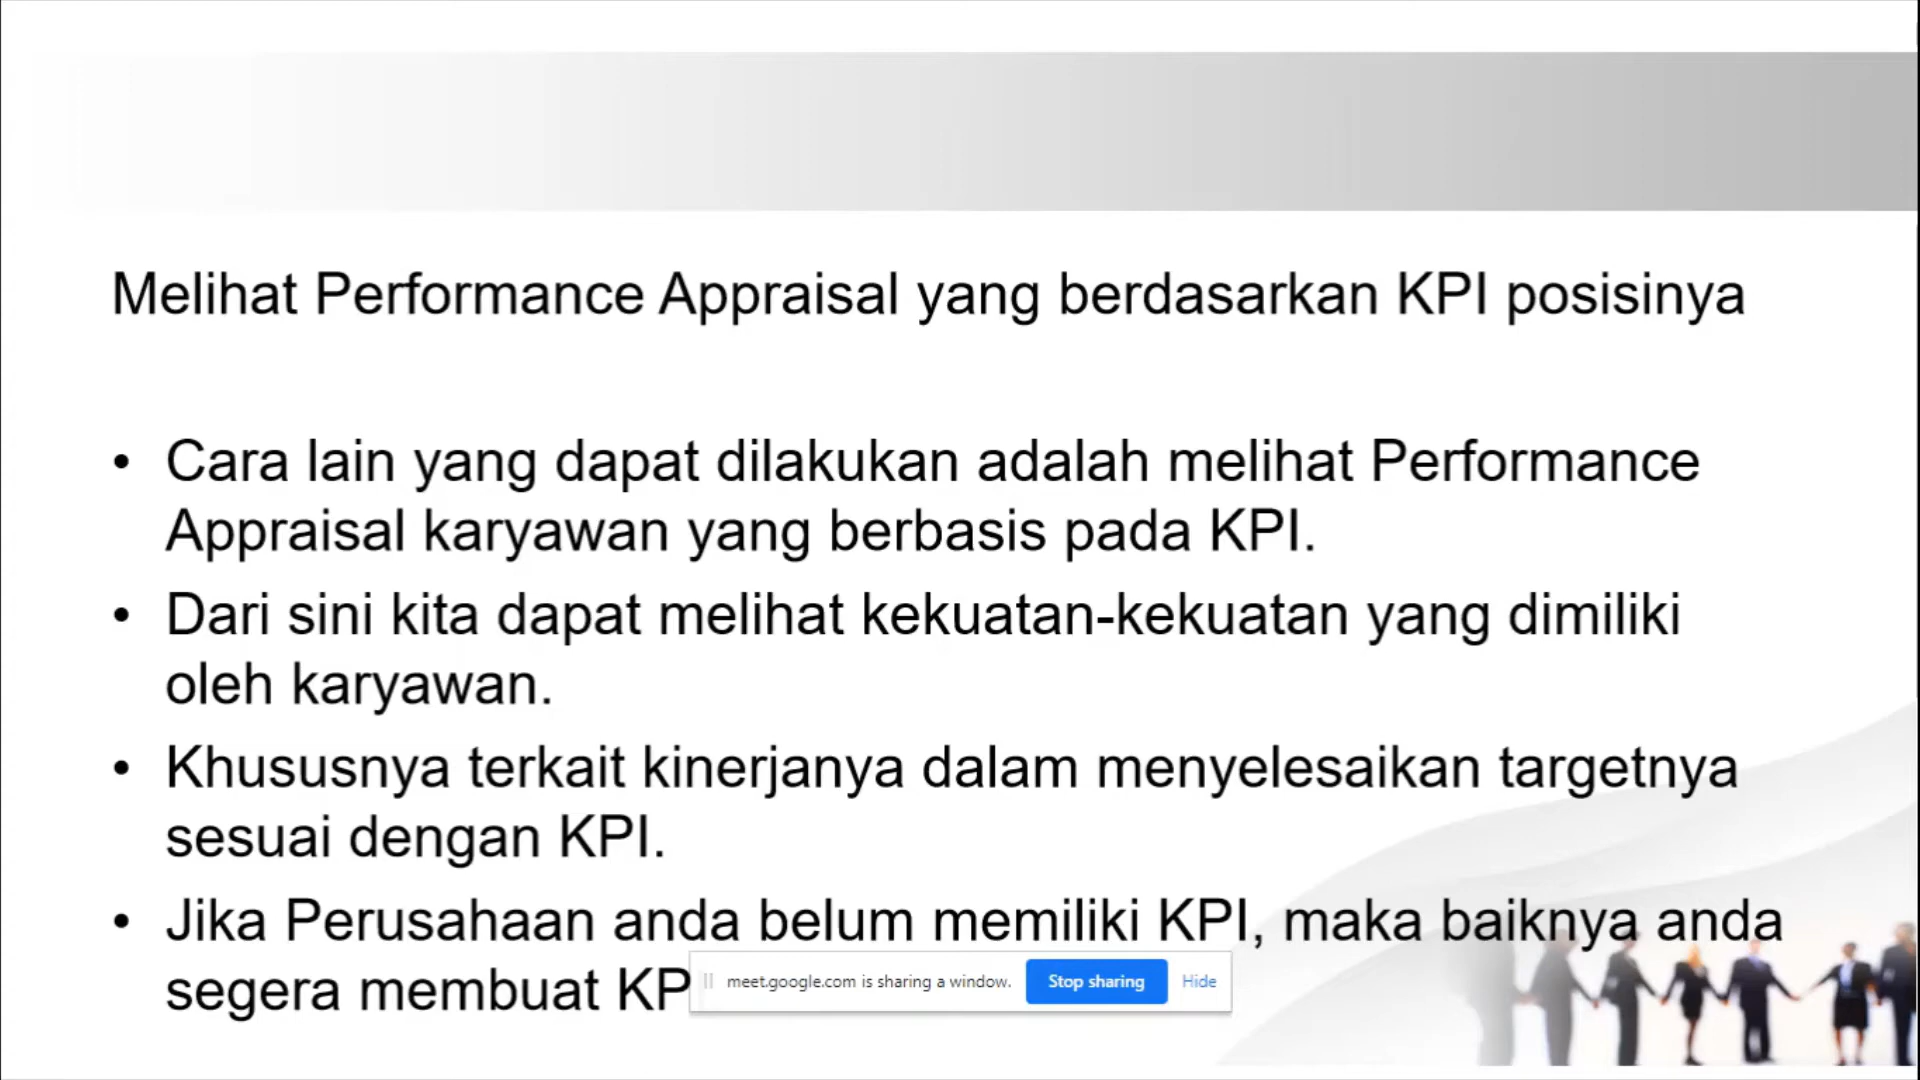 Melihat Performance Appraisal yang berdasarkan KPI posisinya
• Cara lain yang dapat dilakukan adalah melihat Performance
Appraisal karyawan yang berbasis pada KPI.
• Dari sini kita dapat melihat kekuatan-kekuatan yang dimiliki
oleh karyawan.
• Khususnya terkait kinerjanya dalam menyelesaikan targetnya
sesuai dengan KPI.
• Jika Perusahaan anda belum memiliki KPI, maka baiknya anda
segera membuat KP
meet.google.com is sharing a window. Stop sharing Hide